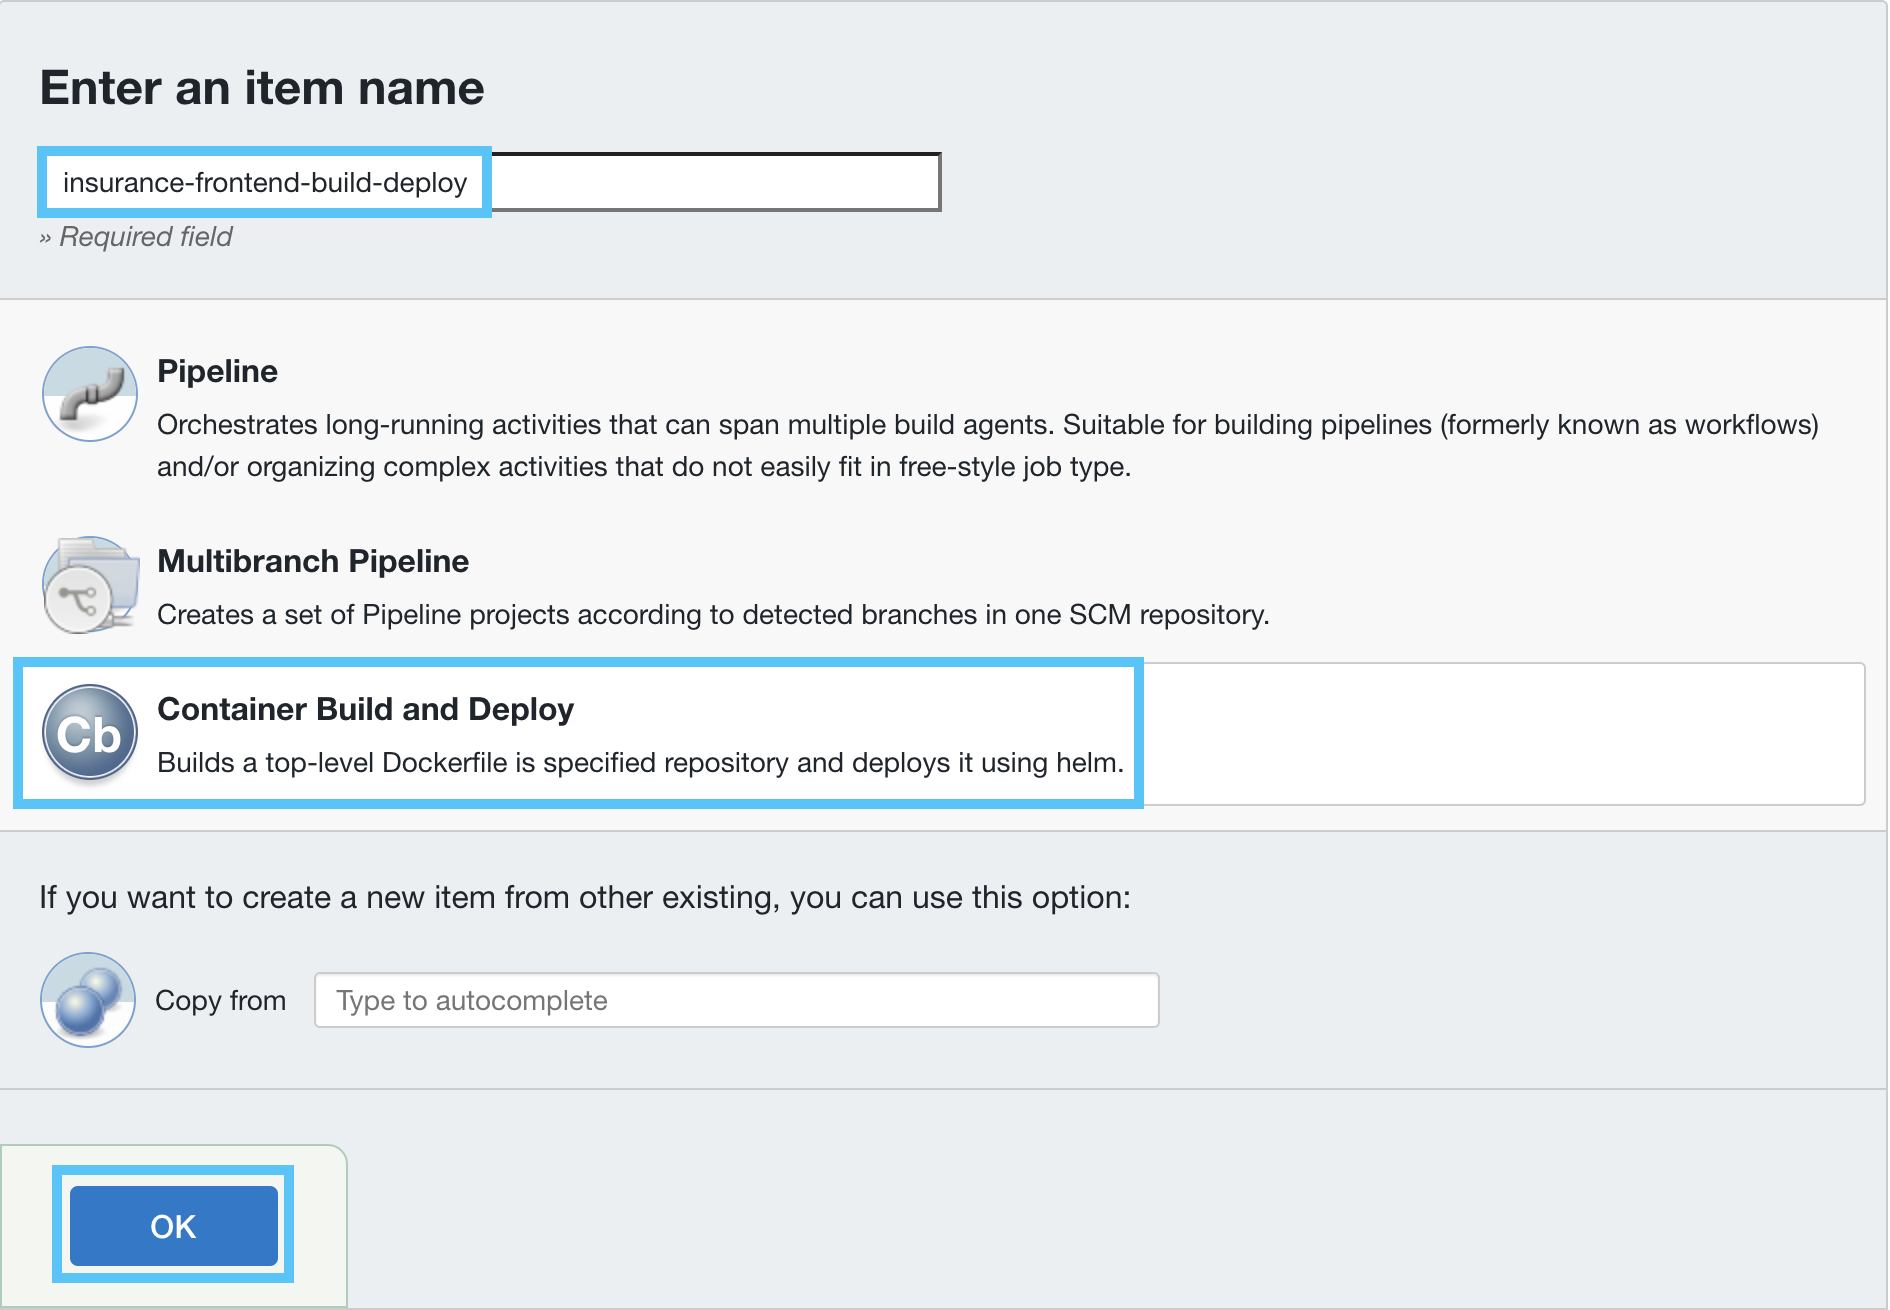 Enter an item name
insurance-frontend-build-deploy
» Required field
Pipeline
Orchestrates long-running activities that can span multiple build agents. Suitable for building pipelines (formerly known as workflows)
and/or organizing complex activities that do not easily fit in free-style job type.
Multibranch Pipeline
Creates a set of Pipeline projects according to detected branches in one SCM repository.
Cb
Container Build and Deploy
Builds a top-level Dockerfile is specified repository and deploys it using helm.
If you want to create a new item from other existing, you can use this option:
Copy from
Type to autocomplete
OK